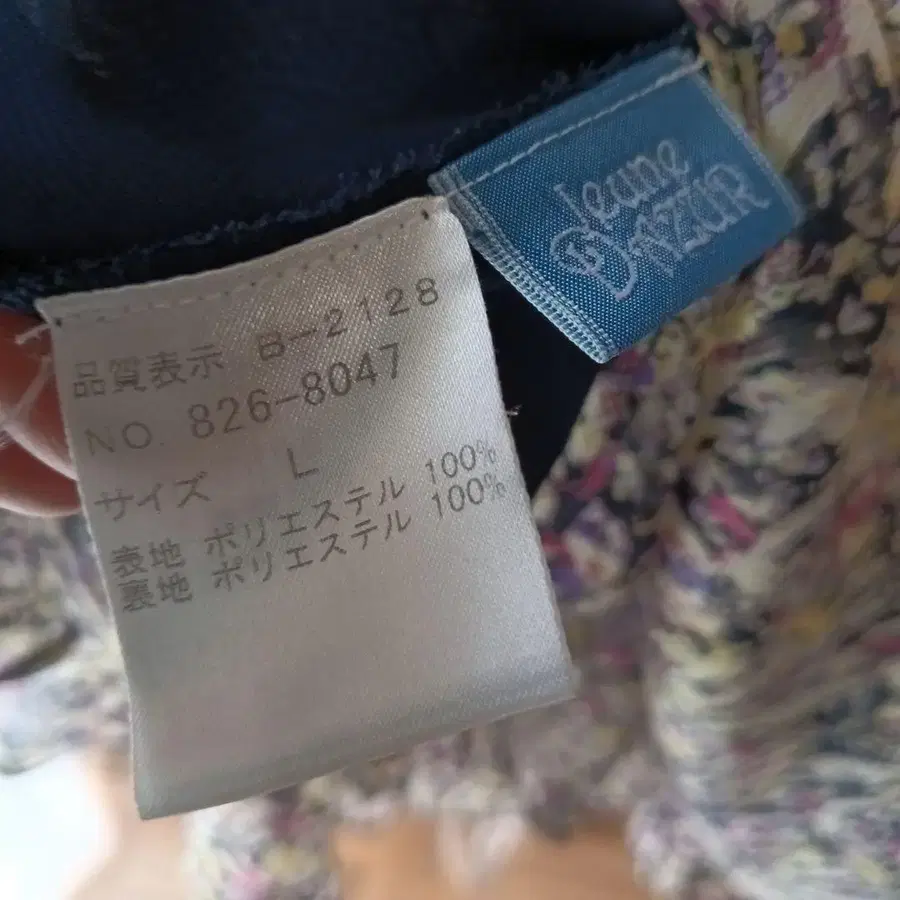 Jeune
D'AZUR
品質表示 B-2128
NO. 826-8047
サイズ L
表地 ポリエステル 100%
裏地 ポリエステル 100%